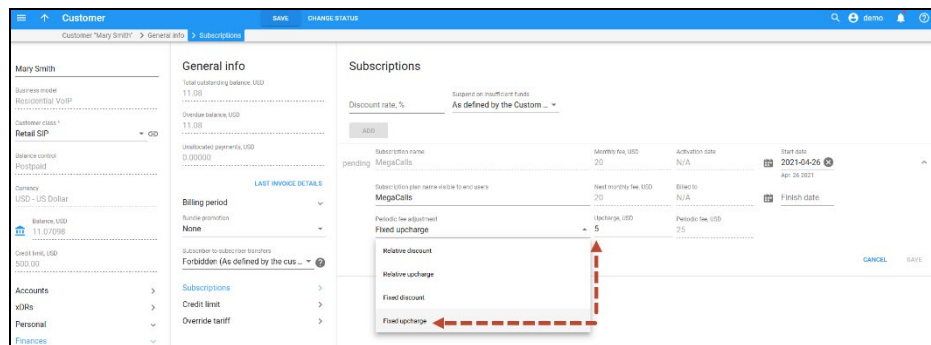 Customer
SAVE
CHANGE STATUS
demo
Customer "Mary Smith" > General info > Subscriptions
Mary Smith
Business model
Residential VoIP
Customer class *
Retail SIP
Balance control
Postpaid
Currency
USD - US Dollar
Balance, USD
11.07098
Credit limit, USD
500.00
Accounts
xDRs
Personal
Finances
General info
Total outstanding balance, USD
11.08
Overdue balance, USD
11.08
Unallocated payments, USD
0.00000
LAST INVOICE DETAILS
Billing period
Bundle promotion
None
Subscriber to subscriber transfers
Forbidden (As defined by the cus ...
Subscriptions
Credit limit
Override tariff
Subscriptions
Discount rate, %
Suspend on insufficient funds
As defined by the Custom ...
ADD
pending
Subscription name
MegaCalls
Monthly fee, USD
20
Activation date
N/A
Start date
2021-04-26
Apr. 26 2021
Subscription plan name visible to end users
MegaCalls
Next monthly fee, USD
20
Billed to
N/A
Finish date
Periodic fee adjustment
Fixed upcharge
Upcharge, USD
5
Periodic fee, USD
25
Relative discount
Relative upcharge
Fixed discount
Fixed upcharge
CANCEL
SAVE